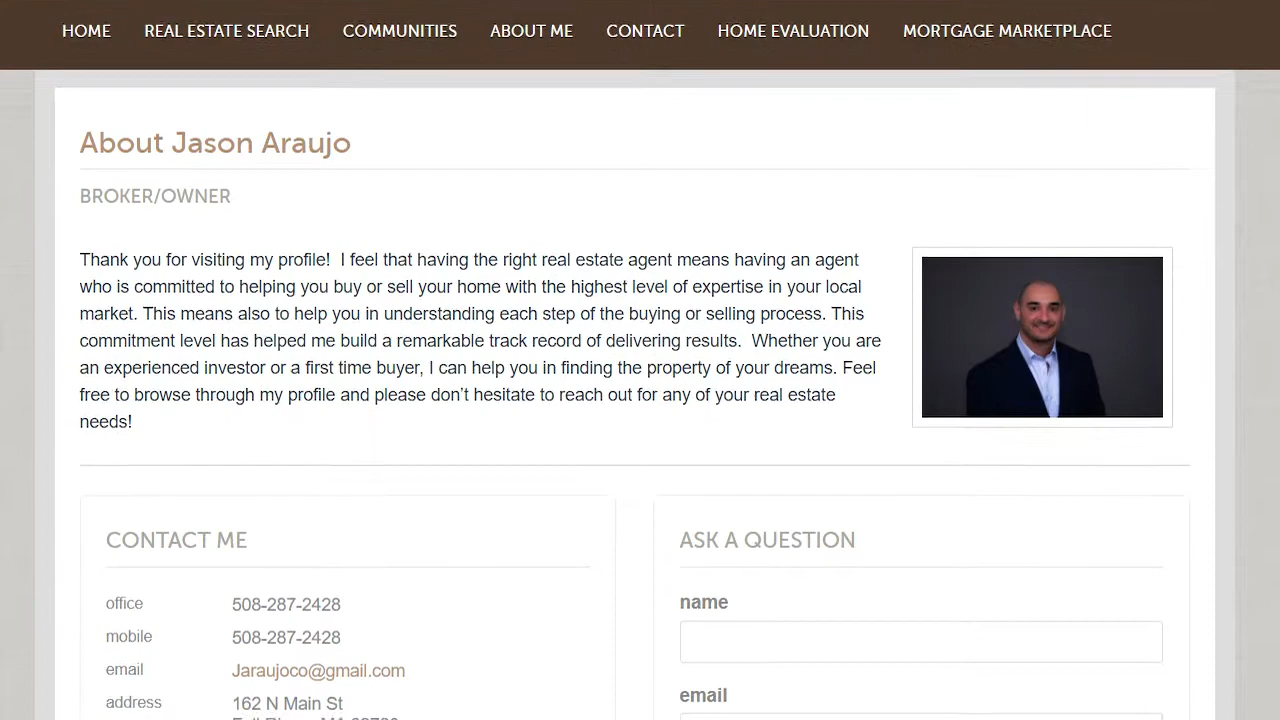 HOME REAL ESTATE SEARCH COMMUNITIES ABOUT ME CONTACT HOME EVALUATION MORTGAGE MARKETPLACE
About Jason Araujo
BROKER/OWNER
Thank you for visiting my profile!  I feel that having the right real estate agent means having an agent
who is committed to helping you buy or sell your home with the highest level of expertise in your local
market. This means also to help you in understanding each step of the buying or selling process. This
commitment level has helped me build a remarkable track record of delivering results.  Whether you are
an experienced investor or a first time buyer, I can help you in finding the property of your dreams. Feel
free to browse through my profile and please don’t hesitate to reach out for any of your real estate
needs!
CONTACT ME
office 508-287-2428
mobile 508-287-2428
email Jaraujoco@gmail.com
address 162 N Main St
ASK A QUESTION
name
email